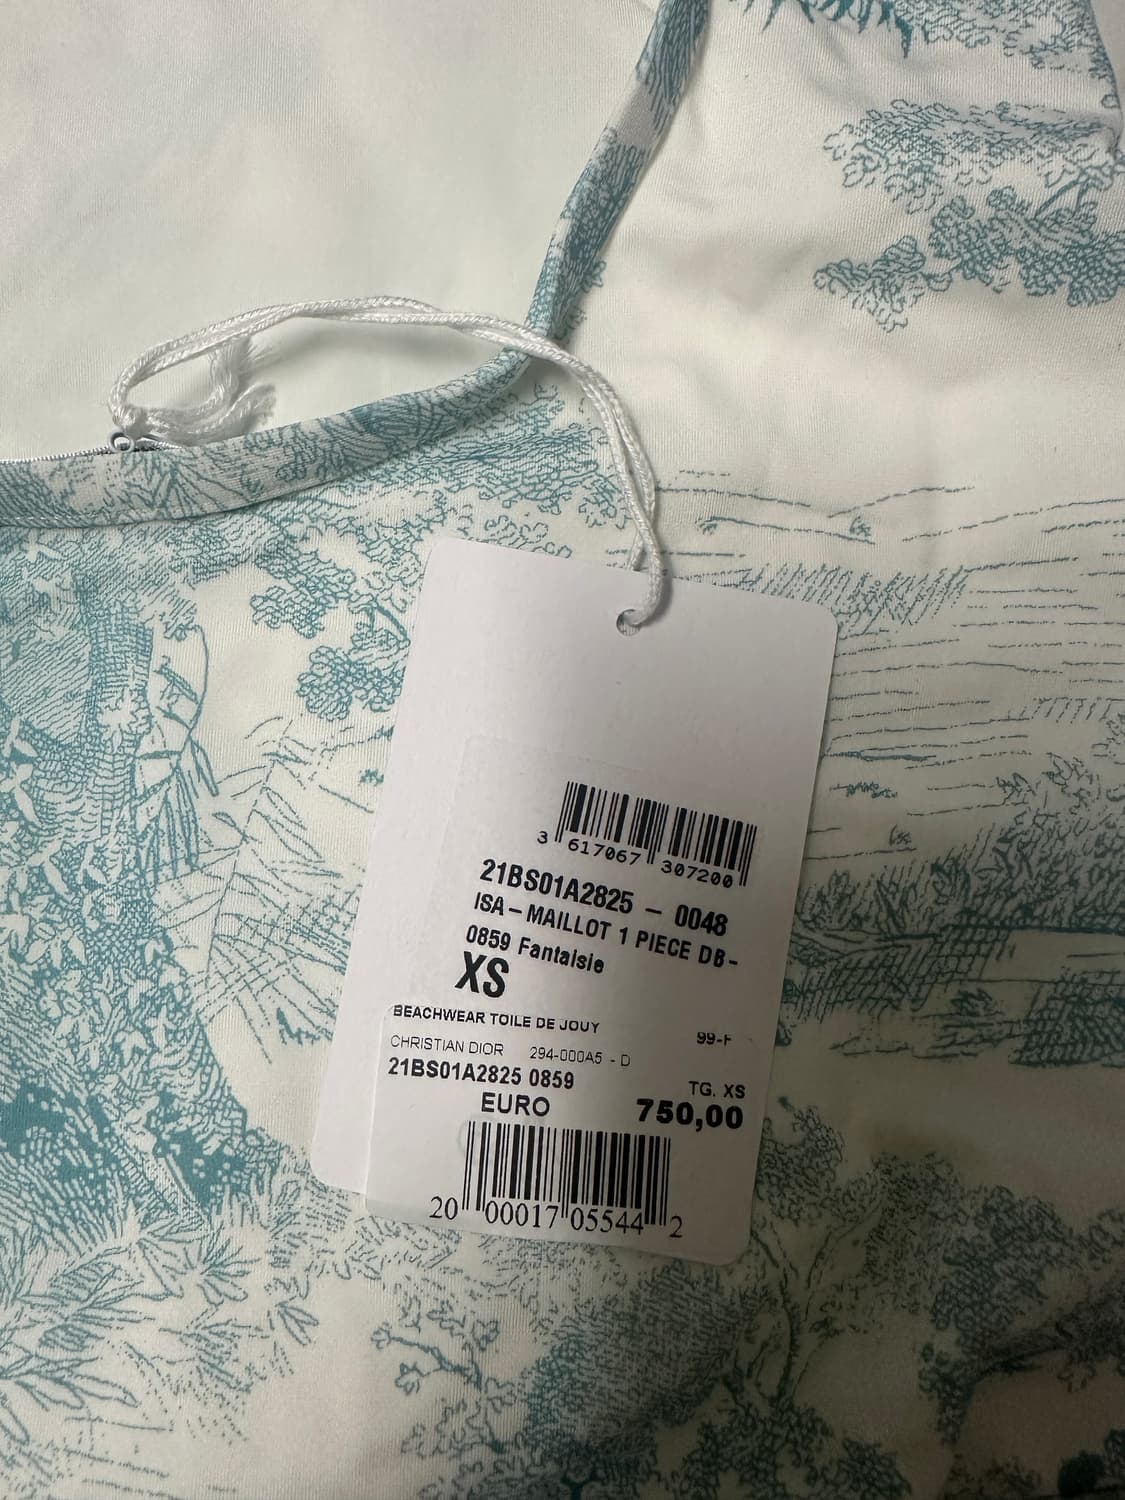 3 617067 307200
21BS01A2825 – 0048
ISA – MAILLOT 1 PIECE DB -
0859 Fantaisie
XS
BEACHWEAR TOILE DE JOUY 99-F
CHRISTIAN DIOR 294-000A5 - D
21BS01A2825 0859 TG. XS
EURO 750,00
20 00017 05544 2